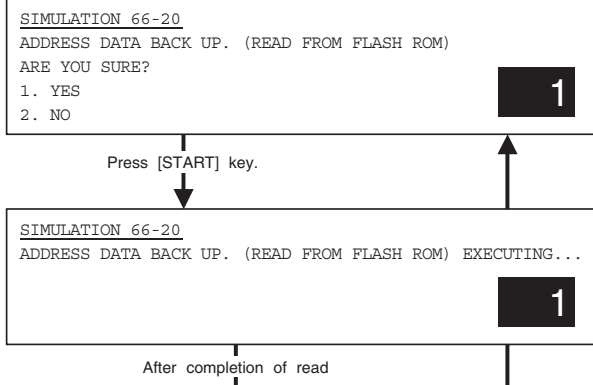 SIMULATION 66-20
ADDRESS DATA BACK UP. (READ FROM FLASH ROM)
ARE YOU SURE?
1. YES
2. NO
1
Press [START] key.
SIMULATION 66-20
ADDRESS DATA BACK UP. (READ FROM FLASH ROM) EXECUTING...
1
After completion of read